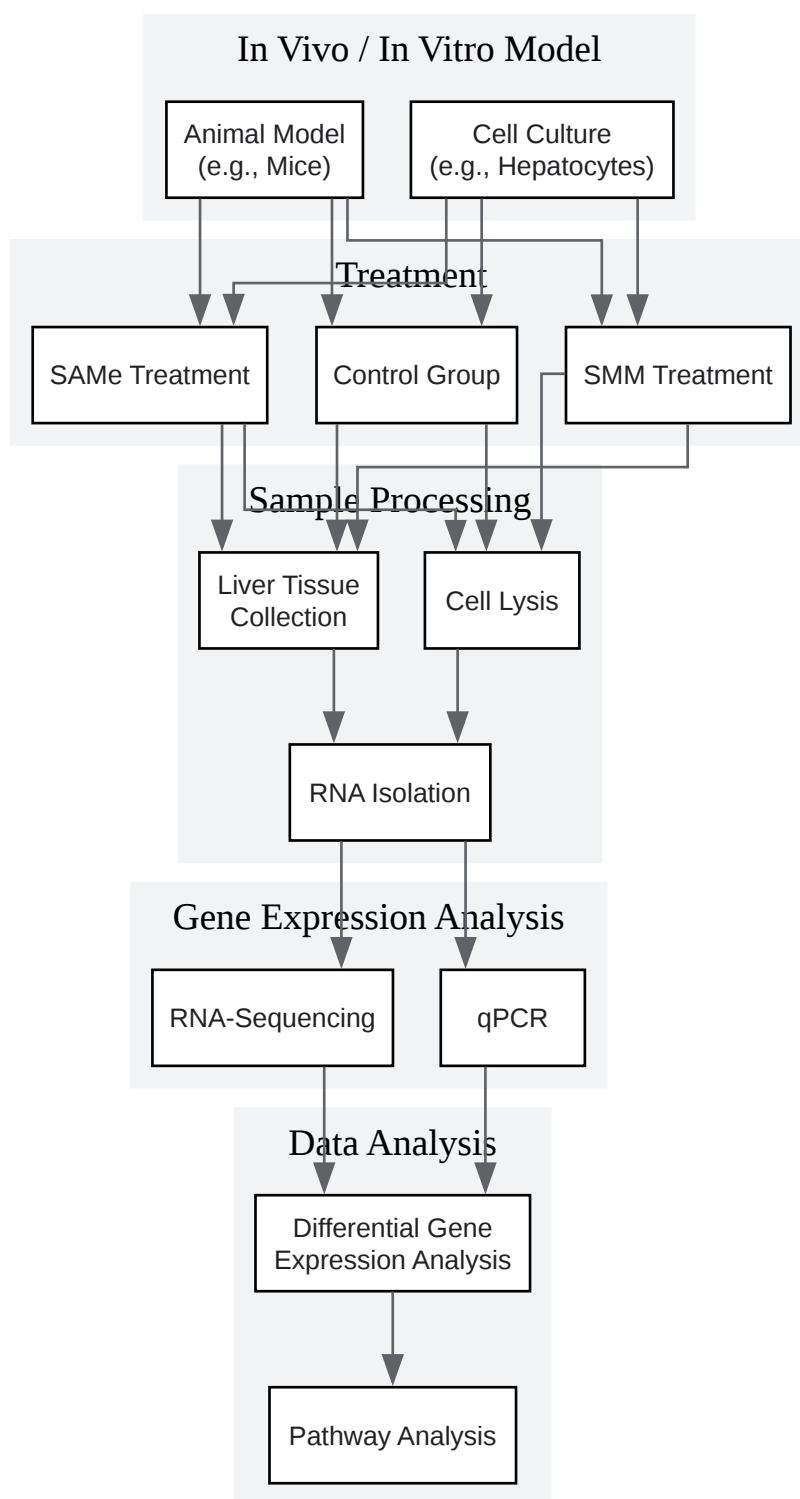 In Vivo / In Vitro Model
Animal Model
(e.g., Mice)
Cell Culture
(e.g., Hepatocytes)
Treatment
SAMe Treatment
Control Group
SMM Treatment
Sample Processing
Liver Tissue
Collection
Cell Lysis
RNA Isolation
Gene Expression Analysis
RNA-Sequencing
qPCR
Data Analysis
Differential Gene
Expression Analysis
Pathway Analysis